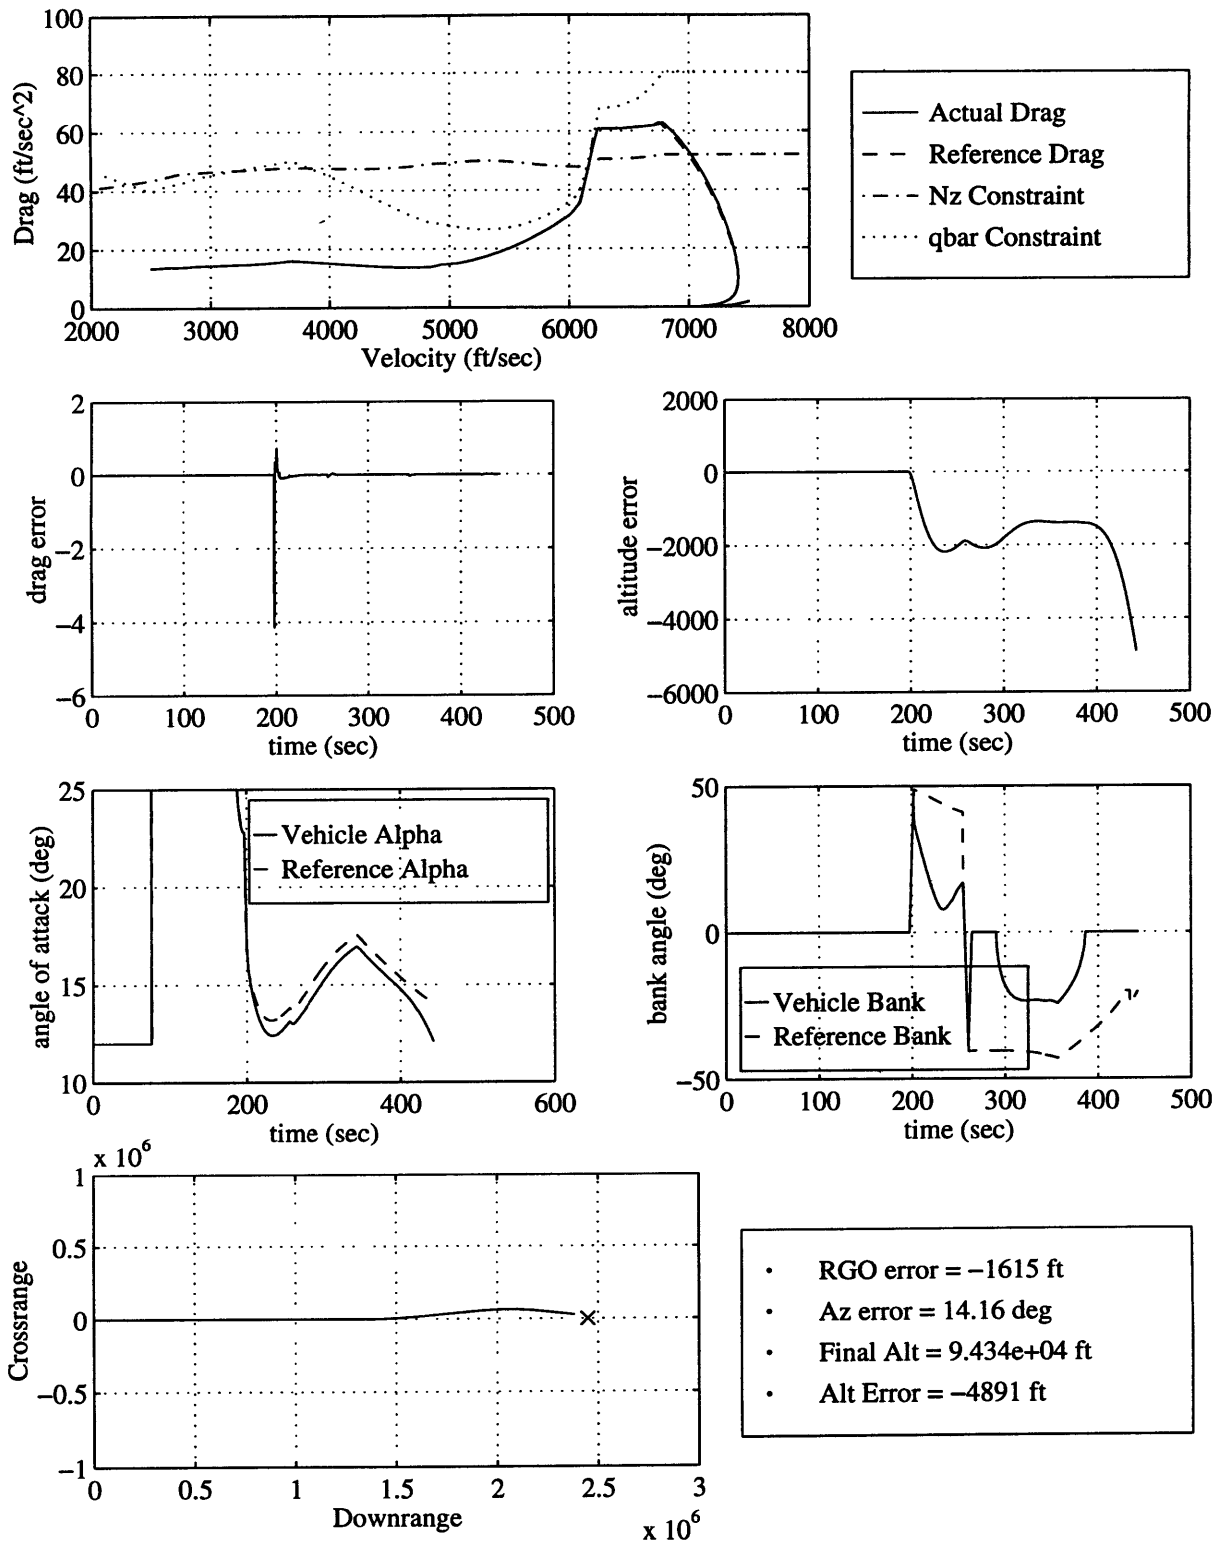 100
80
60
40
20
0
Drag (ft/sec^2)
2000 3000 4000 5000 6000 7000 8000
Velocity (ft/sec)
Actual Drag
Reference Drag
Nz Constraint
qbar Constraint
2
0
−2
−4
−6
drag error
0 100 200 300 400 500
time (sec)
2000
0
−2000
−4000
−6000
altitude error
0 100 200 300 400 500
time (sec)
25
20
15
10
angle of attack (deg)
Vehicle Alpha
Reference Alpha
0 200 400 600
time (sec)
50
0
−50
bank angle (deg)
Vehicle Bank
Reference Bank
0 100 200 300 400 500
time (sec)
x 10^6
1
0.5
0
−0.5
−1
Crossrange
0 0.5 1 1.5 2 2.5 3
Downrange
x 10^6
· RGO error = −1615 ft
· Az error = 14.16 deg
· Final Alt = 9.434e+04 ft
· Alt Error = −4891 ft